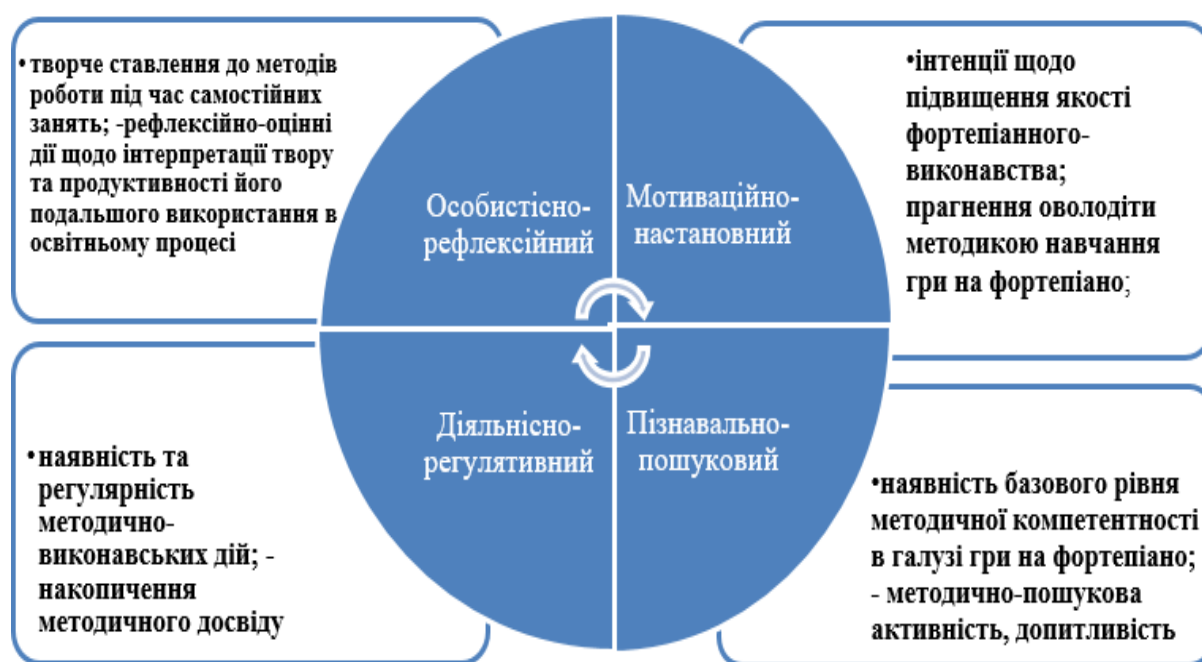 •творче ставлення до методів
роботи під час самостійних
занять; -рефлексійно-оцінні
дії щодо інтерпретації твору
та продуктивності його
подальшого використання в
освітньому процесі
Особистісно-
рефлексійний
Мотиваційно-
настановний
•інтенції щодо
підвищення якості
фортепіанного-
виконавства;
прагнення оволодіти
методикою навчання
гри на фортепіано;
•наявність та
регулярність
методично-
виконавських дій; -
накопичення
методичного досвіду
Діяльнісно-
регулятивний
Пізнавально-
пошуковий
•наявність базового рівня
методичної компетентності
в галузі гри на фортепіано;
- методично-пошукова
активність, допитливість